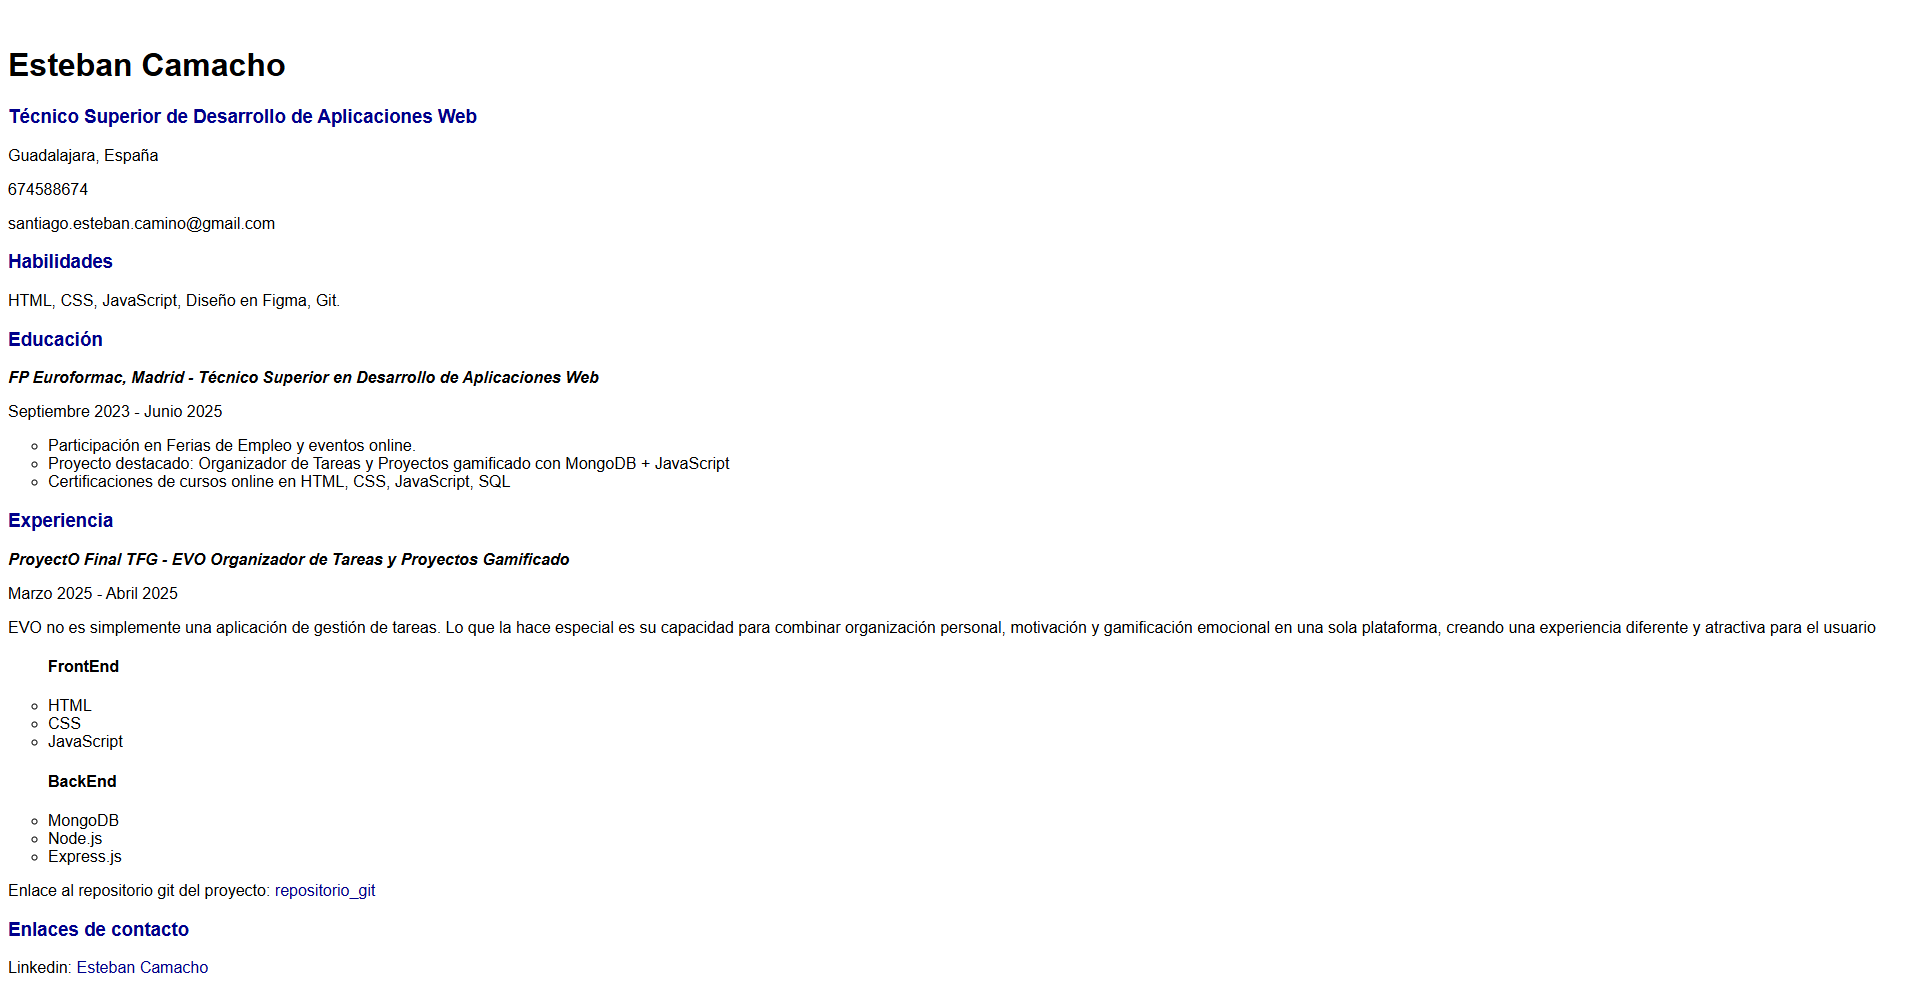 Esteban Camacho
Técnico Superior de Desarrollo de Aplicaciones Web
Guadalajara, España
674588674
santiago.esteban.camino@gmail.com
Habilidades
HTML, CSS, JavaScript, Diseño en Figma, Git.
Educación
FP Euroformac, Madrid - Técnico Superior en Desarrollo de Aplicaciones Web
Septiembre 2023 - Junio 2025
Participación en Ferias de Empleo y eventos online.
Proyecto destacado: Organizador de Tareas y Proyectos gamificado con MongoDB + JavaScript
Certificaciones de cursos online en HTML, CSS, JavaScript, SQL
Experiencia
ProyectO Final TFG - EVO Organizador de Tareas y Proyectos Gamificado
Marzo 2025 - Abril 2025
EVO no es simplemente una aplicación de gestión de tareas. Lo que la hace especial es su capacidad para combinar organización personal, motivación y gamificación emocional en una sola plataforma, creando una experiencia diferente y atractiva para el usuario
FrontEnd
HTML
CSS
JavaScript
BackEnd
MongoDB
Node.js
Express.js
Enlace al repositorio git del proyecto: repositorio_git
Enlaces de contacto
Linkedin: Esteban Camacho